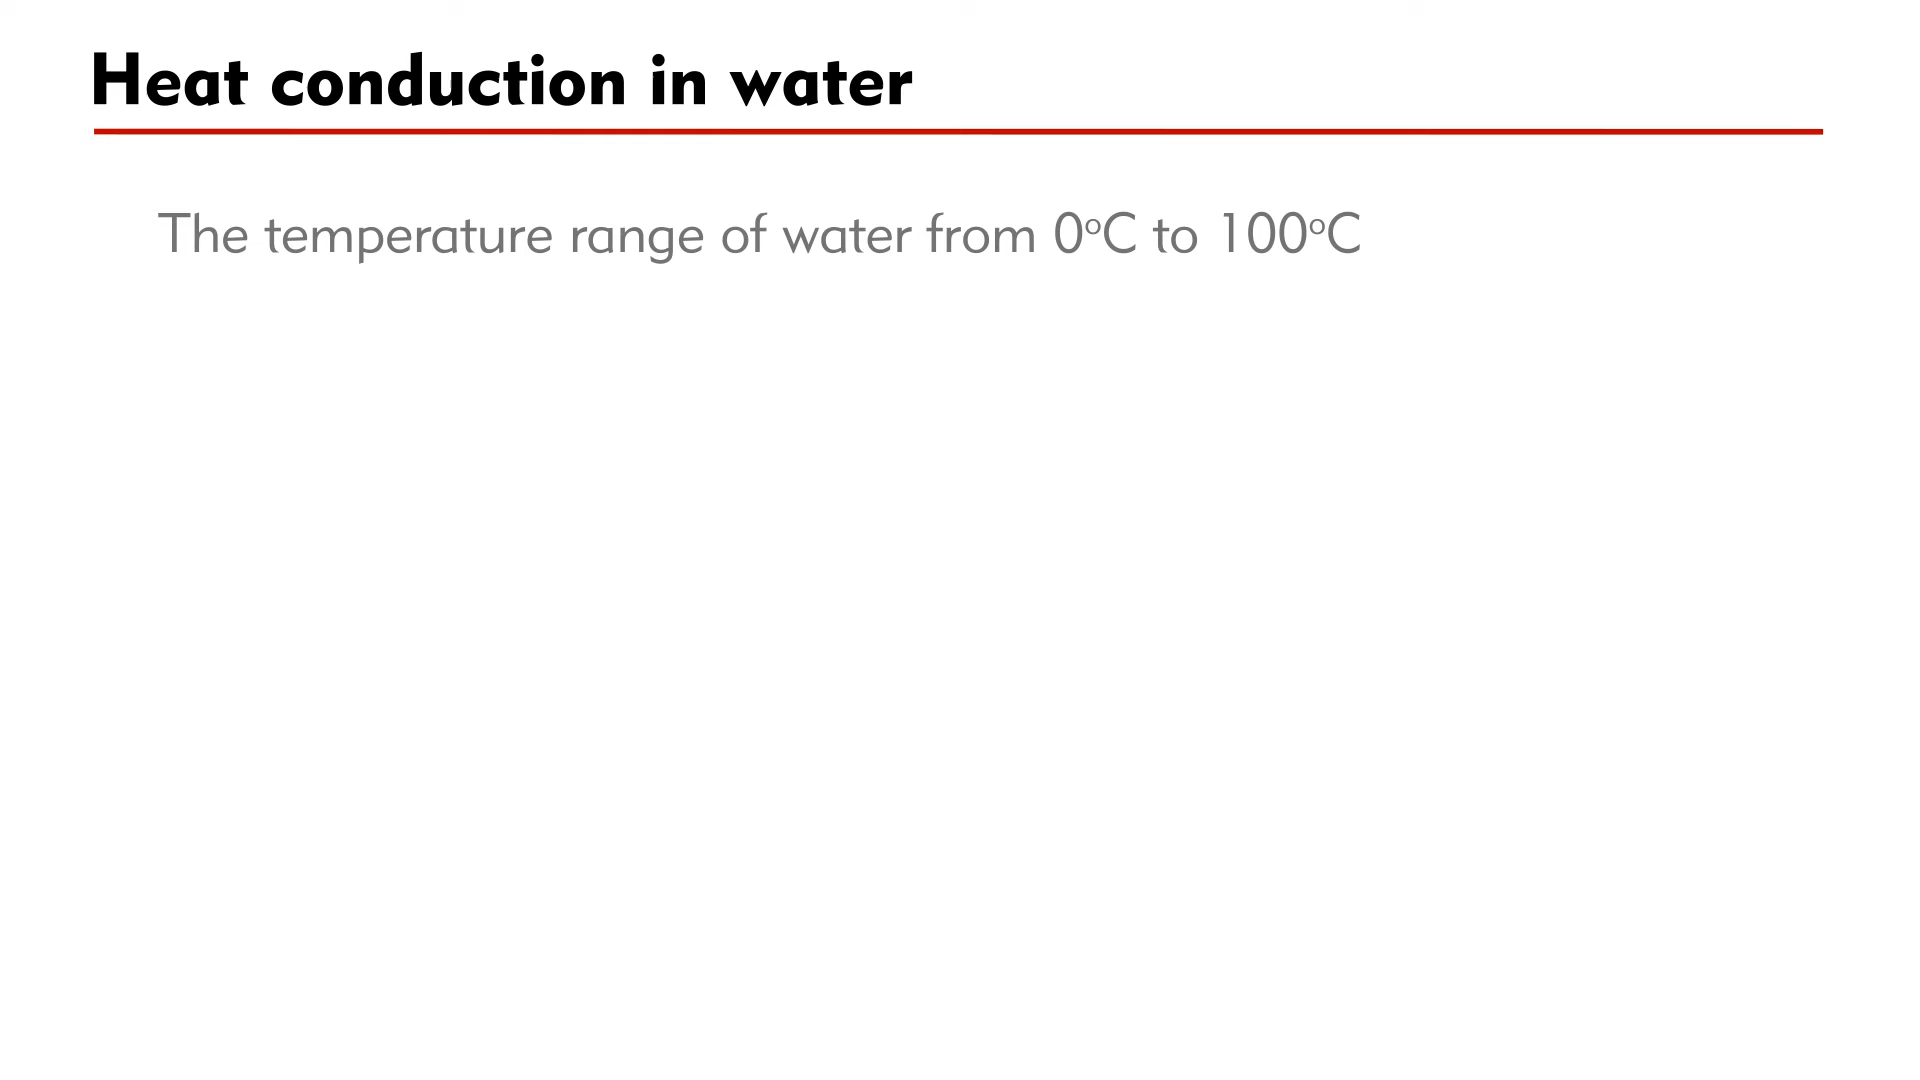 Heat conduction in water
The temperature range of water from 0°C to 100°C